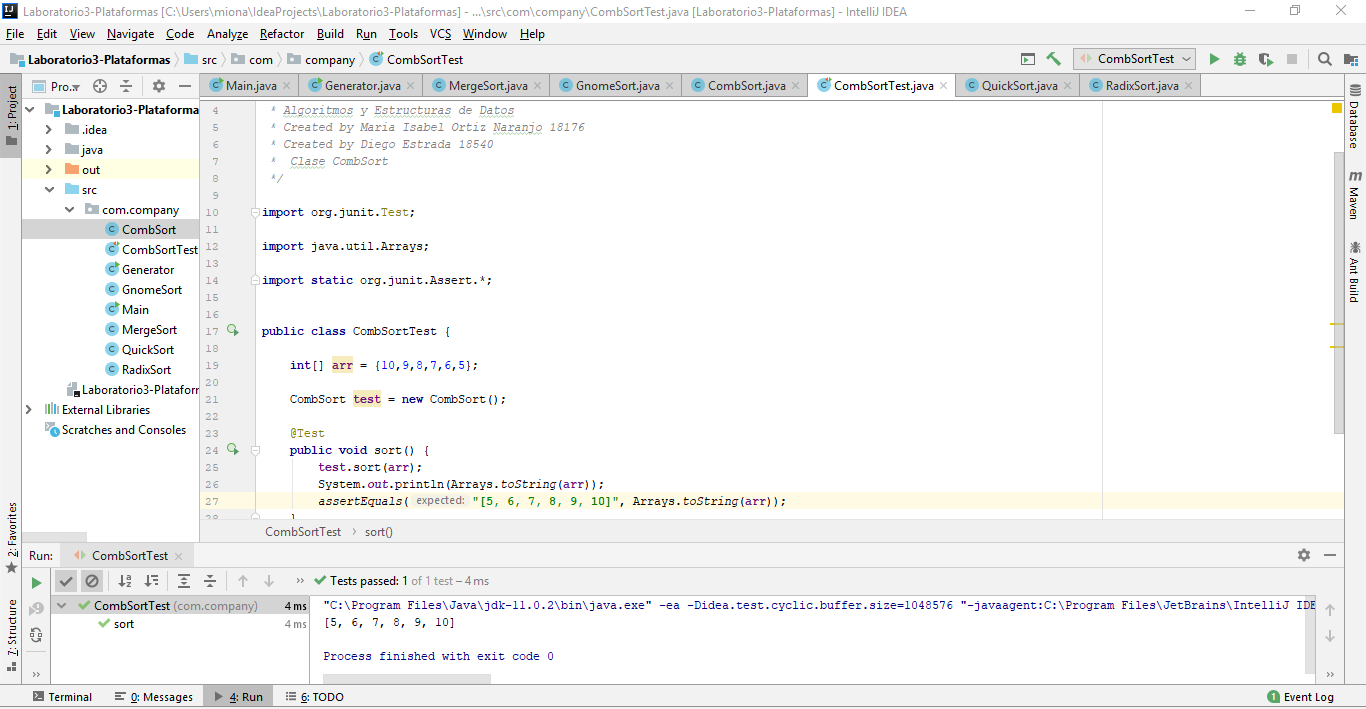 Laboratorio3-Plataformas [C:\Users\miona\IdeaProjects\Laboratorio3-Plataformas] - ...\src\com\company\CombSortTest.java [Laboratorio3-Plataformas] - IntelliJ IDEA
File Edit View Navigate Code Analyze Refactor Build Run Tools VCS Window Help
Laboratorio3-Plataformas src com company CombSortTest CombSortTest
1: Project
Pro...
Main.java Generator.java MergeSort.java GnomeSort.java CombSort.java CombSortTest.java QuickSort.java RadixSort.java
Laboratorio3-Plataforma
.idea
java
out
src
com.company
CombSort
CombSortTest
Generator
GnomeSort
Main
MergeSort
QuickSort
RadixSort
Laboratorio3-Platafor
External Libraries
Scratches and Consoles
4 * Algoritmos y Estructuras de Datos
5 * Created by Maria Isabel Ortiz Naranjo 18176
6 * Created by Diego Estrada 18540
7 * Clase CombSort
8 */
9
10 import org.junit.Test;
11
12 import java.util.Arrays;
13
14 import static org.junit.Assert.*;
15
16
17 public class CombSortTest {
18
19 int[] arr = {10,9,8,7,6,5};
20
21 CombSort test = new CombSort();
22
23 @Test
24 public void sort() {
25 test.sort(arr);
26 System.out.println(Arrays.toString(arr));
27 assertEquals( expected: "[5, 6, 7, 8, 9, 10]", Arrays.toString(arr));
28 }
CombSortTest sort()
Database
Maven
Ant Build
2: Favorites
7: Structure
Run: CombSortTest
Tests passed: 1 of 1 test – 4 ms
CombSortTest (com.company) 4 ms
sort 4 ms
"C:\Program Files\Java\jdk-11.0.2\bin\java.exe" -ea -Didea.test.cyclic.buffer.size=1048576 "-javaagent:C:\Program Files\JetBrains\IntelliJ IDE
[5, 6, 7, 8, 9, 10]
Process finished with exit code 0
Terminal 0: Messages 4: Run 6: TODO 1 Event Log